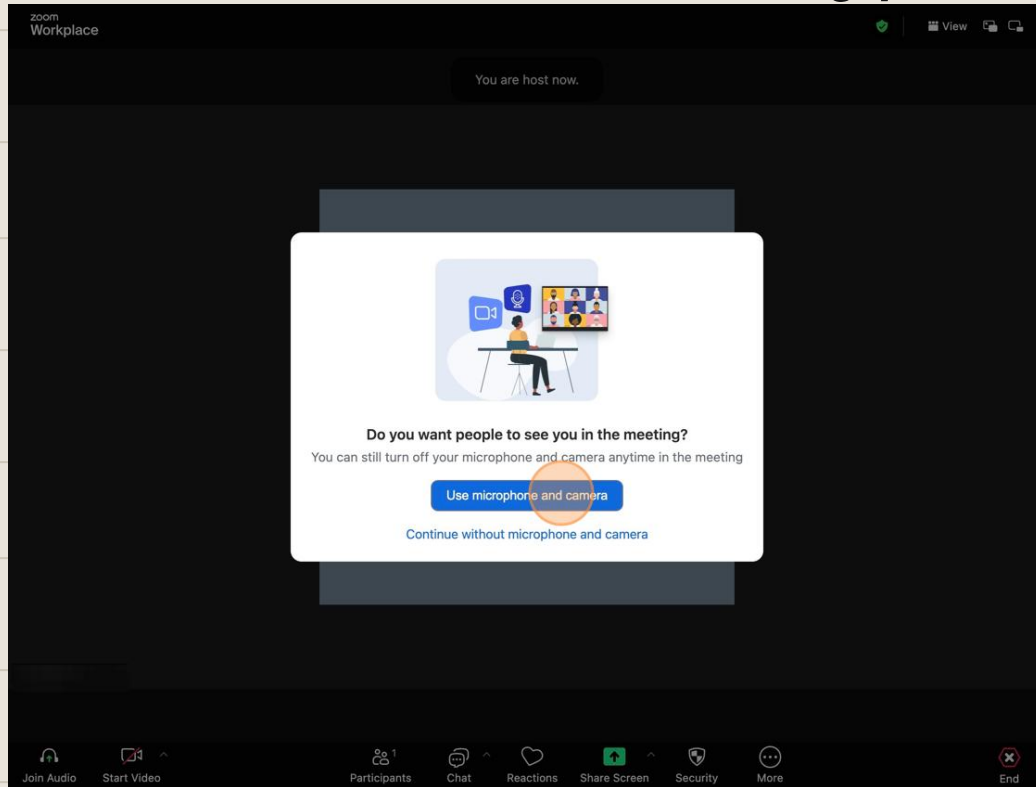 zoom
Workplace
View
You are host now.
Do you want people to see you in the meeting?
You can still turn off your microphone and camera anytime in the meeting
Use microphone and camera
Continue without microphone and camera
1
Join Audio
Start Video
Participants
Chat
Reactions
Share Screen
Security
More
End